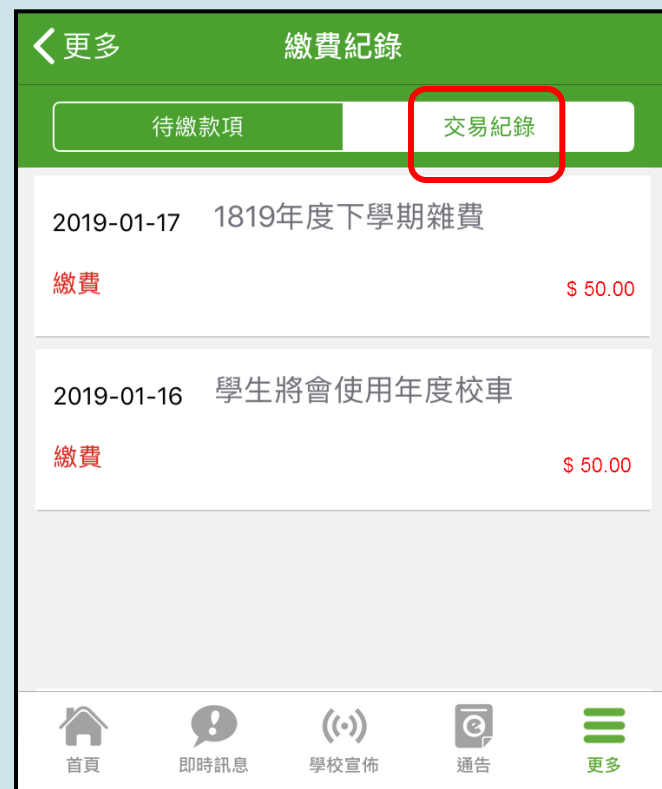 更多
繳費紀錄
待繳款項
交易紀錄
2019-01-17 1819年度下學期雜費
繳費 $ 50.00
2019-01-16 學生將會使用年度校車
繳費 $ 50.00
首頁 即時訊息 學校宣佈 通告 更多